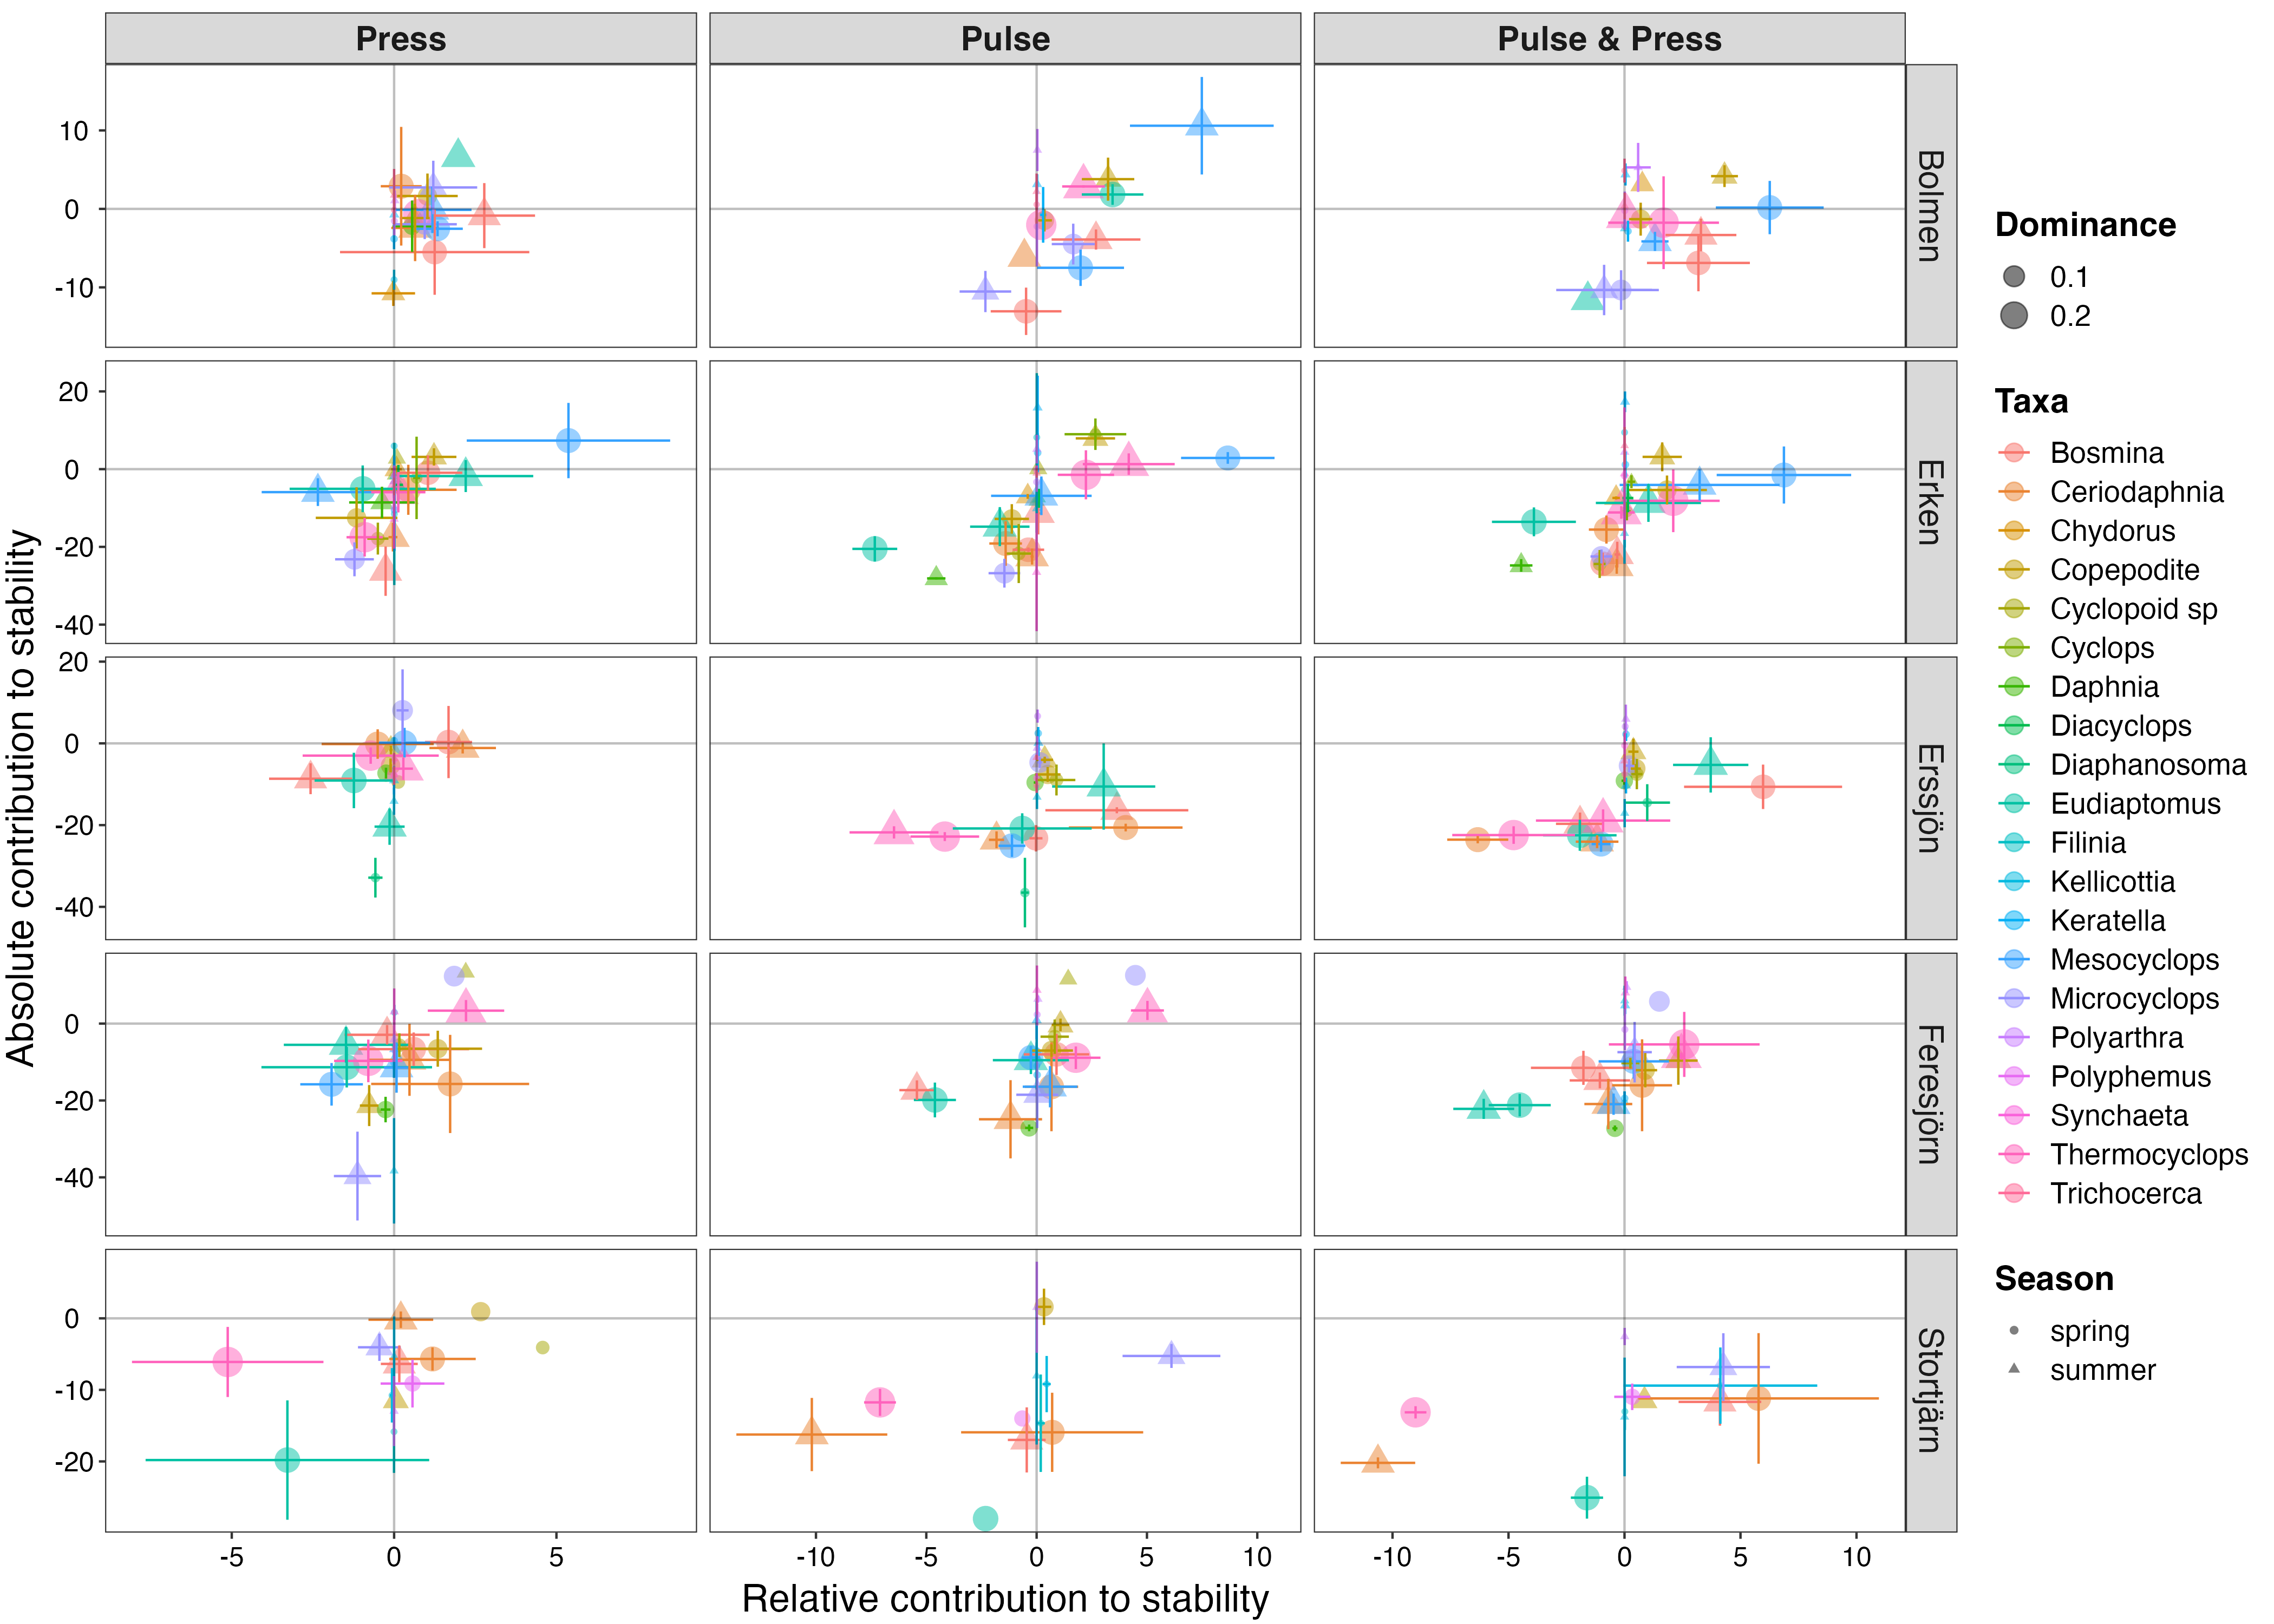 Press
Pulse
Pulse & Press
10
0
-10
Bolmen
20
0
-20
-40
Erken
20
0
-20
-40
Erssjön
0
-20
-40
Feresjörn
0
-10
-20
Stortjärn
-5
0
5
-10
-5
0
5
10
-10
-5
0
5
10
Absolute contribution to stability
Relative contribution to stability
Dominance
0.1
0.2
Taxa
Bosmina
Ceriodaphnia
Chydorus
Copepodite
Cyclopoid sp
Cyclops
Daphnia
Diacyclops
Diaphanosoma
Eudiaptomus
Filinia
Kellicottia
Keratella
Mesocyclops
Microcyclops
Polyarthra
Polyphemus
Synchaeta
Thermocyclops
Trichocerca
Season
spring
summer